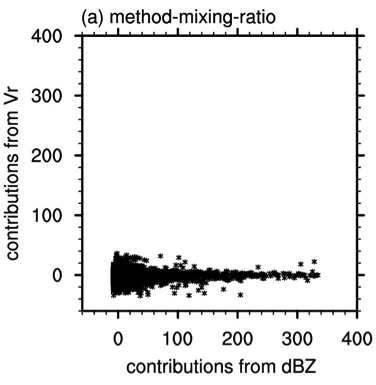 (a) method-mixing-ratio
400
300
200
100
0
contributions from Vr
0 100 200 300 400
contributions from dBZ